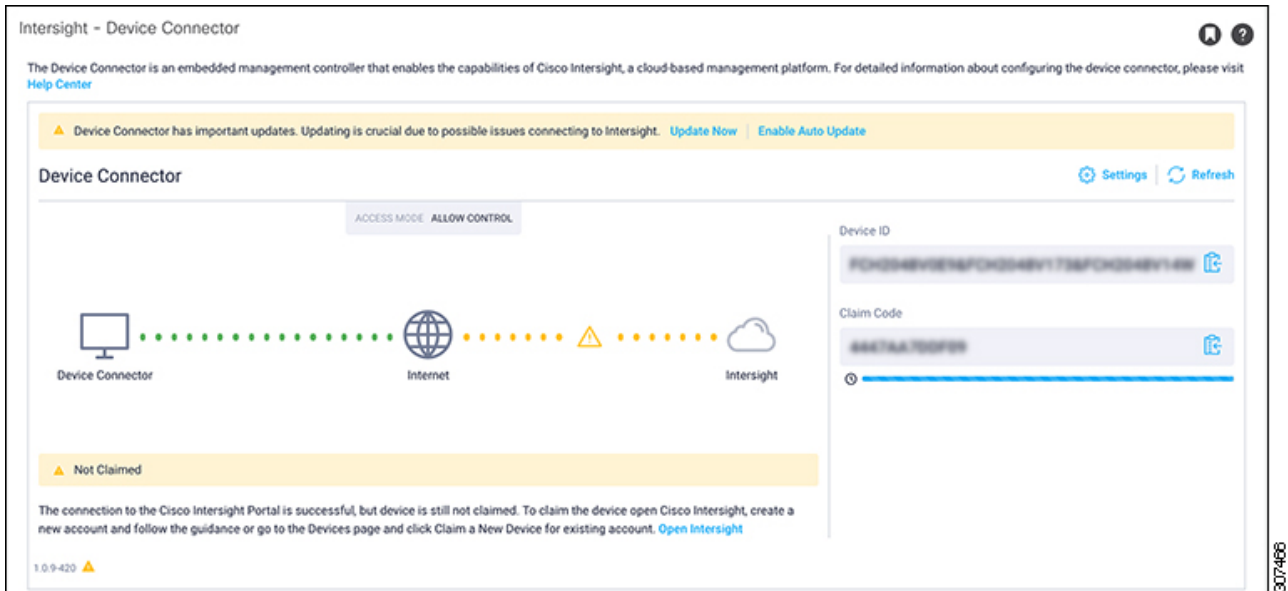 Intersight - Device Connector
The Device Connector is an embedded management controller that enables the capabilities of Cisco Intersight, a cloud-based management platform. For detailed information about configuring the device connector, please visit
Help Center
Device Connector has important updates. Updating is crucial due to possible issues connecting to Intersight. Update Now | Enable Auto Update
Device Connector
Settings | Refresh
ACCESS MODE ALLOW CONTROL
Device Connector
Internet
Intersight
Not Claimed
The connection to the Cisco Intersight Portal is successful, but device is still not claimed. To claim the device open Cisco Intersight, create a
new account and follow the guidance or go to the Devices page and click Claim a New Device for existing account. Open Intersight
1.0.9-420
Device ID
Claim Code
307466